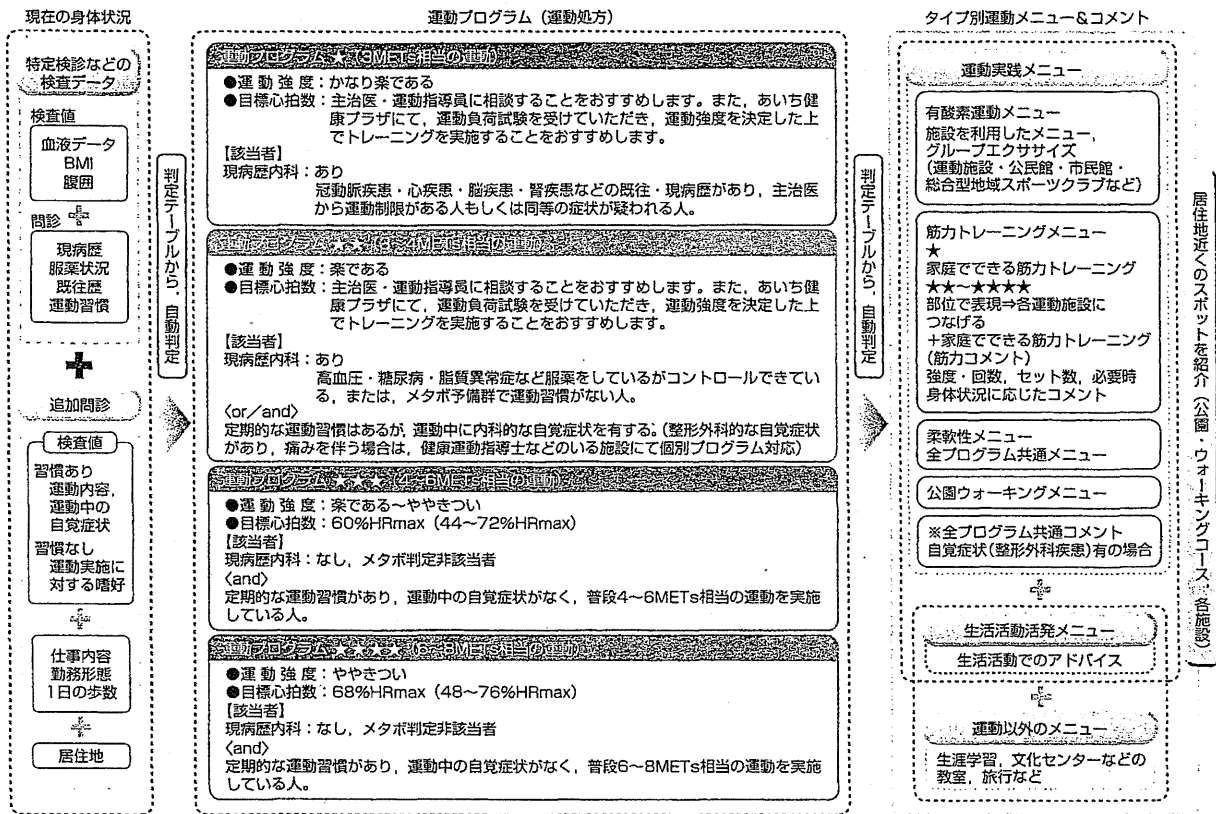 現在の身体状況
特定検診などの
検査データ
検査値
血液データ
BMI
腹囲
問診
現病歴
服薬状況
既往歴
運動習慣
追加問診
検査値
習慣あり
運動内容,
運動中の
自覚症状
習慣なし
運動実施に
対する嗜好
仕事内容
勤務形態
1日の歩数
居住地
判定テーブルから,自動判定
運動プログラム(運動処方)
運動プログラム★(3METs相当の運動)
●運動強度:かなり楽である
●目標心拍数:主治医・運動指導員に相談することをおすすめします。また,あいち健
康プラザにて,運動負荷試験を受けていただき,運動強度を決定した上
でトレーニングを実施することをおすすめします。
【該当者】
現病歴内科:あり
冠動脈疾患・心疾患・脳疾患・腎疾患などの既往・現病歴があり,主治医
から運動制限がある人もしくは同等の症状が疑われる人。
運動プログラム★★(3~4METs相当の運動)
●運動強度:楽である
●目標心拍数:主治医・運動指導員に相談することをおすすめします。また,あいち健
康プラザにて,運動負荷試験を受けていただき,運動強度を決定した上
でトレーニングを実施することをおすすめします。
【該当者】
現病歴内科:あり
高血圧・糖尿病・脂質異常症など服薬をしているがコントロールできてい
る,または,メタボ予備群で運動習慣がない人。
〈or/and〉
定期的な運動習慣はあるが,運動中に内科的な自覚症状を有する。(整形外科的な自覚症状
があり,痛みを伴う場合は,健康運動指導士などのいる施設にて個別プログラム対応)
運動プログラム★★★(4~6METs相当の運動)
●運動強度:楽である~ややきつい
●目標心拍数:60%HRmax(44~72%HRmax)
【該当者】
現病歴内科:なし,メタボ判定非該当者
〈and〉
定期的な運動習慣があり,運動中の自覚症状がなく,普段4~6METs相当の運動を実施
している人。
運動プログラム★★★★(6~8METs相当の運動)
●運動強度:ややきつい
●目標心拍数:68%HRmax(48~76%HRmax)
【該当者】
現病歴内科:なし,メタボ判定非該当者
〈and〉
定期的な運動習慣があり,運動中の自覚症状がなく,普段6~8METs相当の運動を実施
している人。
判定テーブルから,自動判定
タイプ別運動メニュー&コメント
運動実践メニュー
有酸素運動メニュー
施設を利用したメニュー,
グループエクササイズ
(運動施設・公民館・市民館・
総合型地域スポーツクラブなど)
筋力トレーニングメニュー
★
家庭でできる筋力トレーニング
★★~★★★★
部位で表現⇒各運動施設に
つなげる
+家庭でできる筋力トレーニング
(筋力コメント)
強度・回数,セット数,必要時
身体状況に応じたコメント
柔軟性メニュー
全プログラム共通メニュー
公園ウォーキングメニュー
※全プログラム共通コメント
自覚症状(整形外科疾患)有の場合
生活活動活発メニュー
生活活動でのアドバイス
運動以外のメニュー
生涯学習,文化センターなどの
教室,旅行など
居住地近くのスポットを紹介(公園・ウォーキングコース・各施設)